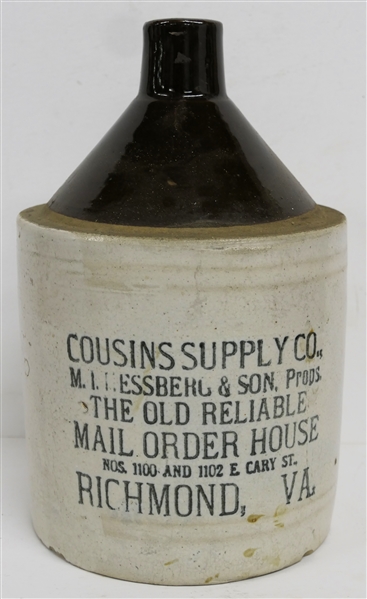 COUSINS SUPPLY CO.,
M. I. HESSBERG & SON, Props.
THE OLD RELIABLE
MAIL ORDER HOUSE
NOS. 1100 AND 1102 E. CARY ST.,
RICHMOND, VA.